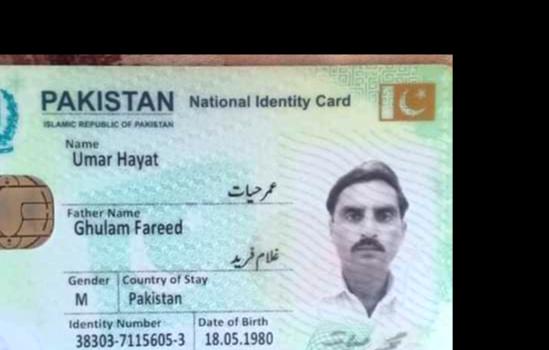 PAKISTAN National Identity Card
ISLAMIC REPUBLIC OF PAKISTAN
Name
Umar Hayat
عمر حیات
Father Name
Ghulam Fareed
غلام فرید
Gender Country of Stay
M Pakistan
Identity Number Date of Birth
38303-7115605-3 18.05.1980